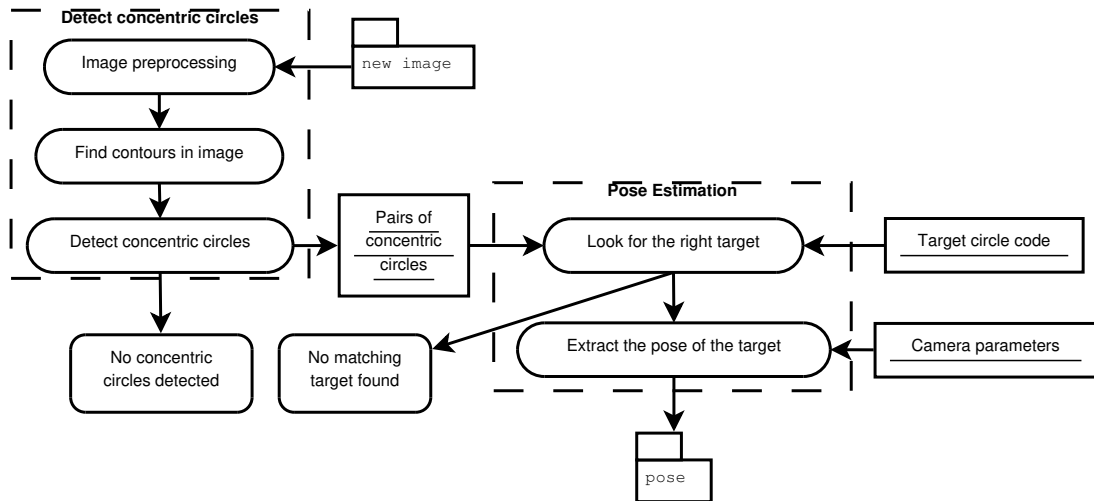 Detect concentric circles
Image preprocessing
new image
Find contours in image
Detect concentric circles
Pairs of
concentric
circles
Pose Estimation
Look for the right target
Target circle code
No concentric
circles detected
No matching
target found
Extract the pose of the target
Camera parameters
pose